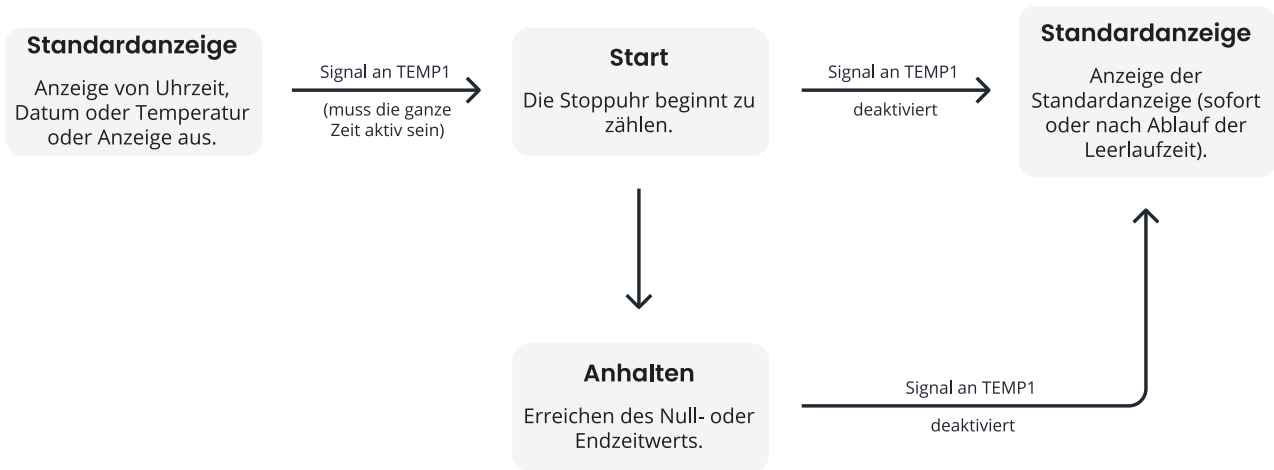 Standardanzeige
Anzeige von Uhrzeit,
Datum oder Temperatur
oder Anzeige aus.
Signal an TEMP1
(muss die ganze
Zeit aktiv sein)
Start
Die Stoppuhr beginnt zu
zählen.
Signal an TEMP1
deaktiviert
Standardanzeige
Anzeige der
Standardanzeige (sofort
oder nach Ablauf der
Leerlaufzeit).
Anhalten
Erreichen des Null- oder
Endzeitwerts.
Signal an TEMP1
deaktiviert